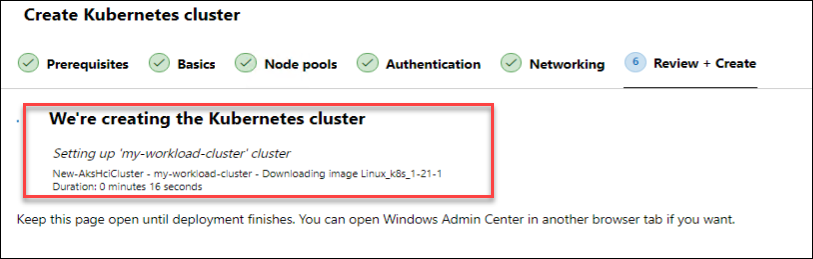 Create Kubernetes cluster
Prerequisites Basics Node pools Authentication Networking 6 Review + Create
We're creating the Kubernetes cluster
Setting up 'my-workload-cluster' cluster
New-AksHciCluster - my-workload-cluster - Downloading image Linux_k8s_1-21-1
Duration: 0 minutes 16 seconds
Keep this page open until deployment finishes. You can open Windows Admin Center in another browser tab if you want.